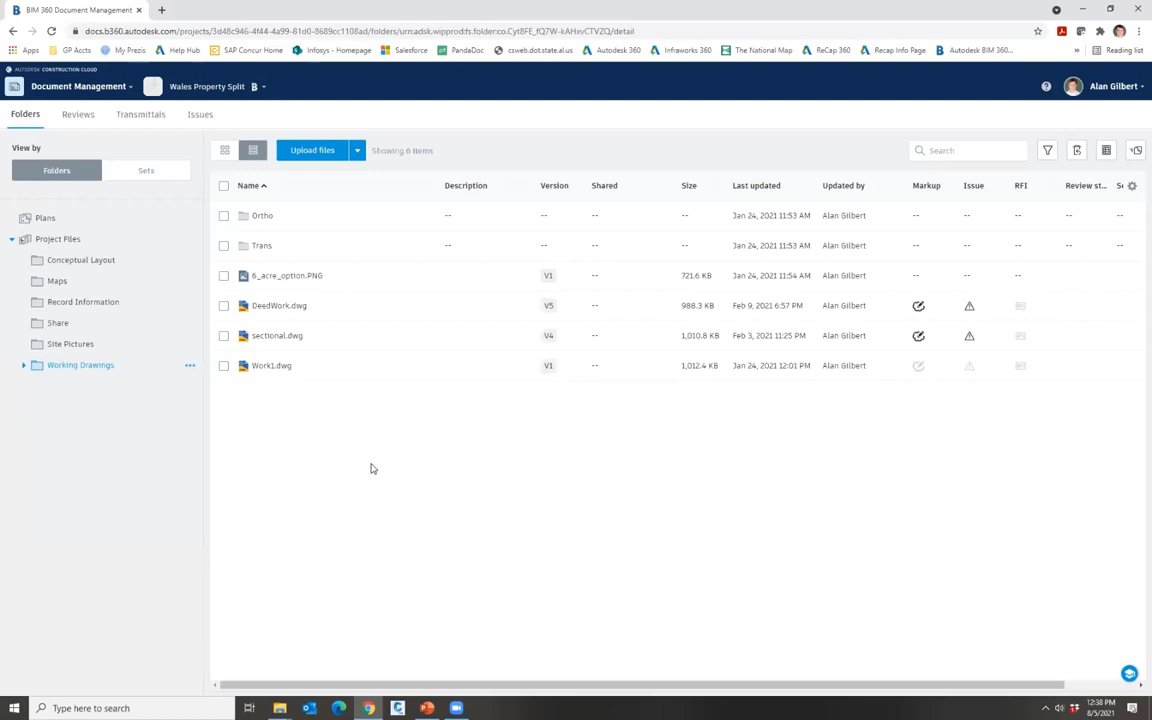 BIM 360 Document Management
docs.b360.autodesk.com/projects/3d48c946-4f44-4a99-81d0-8689cc1108ad/folders/urn:adsk.wipprod:fs.folder:co.Cyt8FE_fQ7W-kAHxvCTVZQ/detail
Apps GP Accts My Prezis Help Hub SAP Concur Home Infosys - Homepage Salesforce PandaDoc csweb.dot.state.al.us Autodesk 360 Infraworks 360 The National Map ReCap 360 Recap Info Page Autodesk BIM 360... » Reading list
AUTODESK CONSTRUCTION CLOUD
Document Management Wales Property Split B Alan Gilbert
Folders Reviews Transmittals Issues
View by
Folders Sets
Upload files Showing 6 items Search
Plans
Project Files
Conceptual Layout
Maps
Record Information
Share
Site Pictures
Working Drawings
Name Description Version Shared Size Last updated Updated by Markup Issue RFI Review st...
Ortho -- -- -- -- Jan 24, 2021 11:53 AM Alan Gilbert -- -- -- -- --
Trans -- -- -- -- Jan 24, 2021 11:53 AM Alan Gilbert -- -- -- -- --
6_acre_option.PNG V1 -- 721.6 KB Jan 24, 2021 11:54 AM Alan Gilbert -- -- --
DeedWork.dwg V5 -- 988.3 KB Feb 9, 2021 6:57 PM Alan Gilbert
sectional.dwg V4 -- 1,010.8 KB Feb 3, 2021 11:25 PM Alan Gilbert
Work1.dwg V1 -- 1,012.4 KB Jan 24, 2021 12:01 PM Alan Gilbert
Type here to search
12:38 PM
8/5/2021